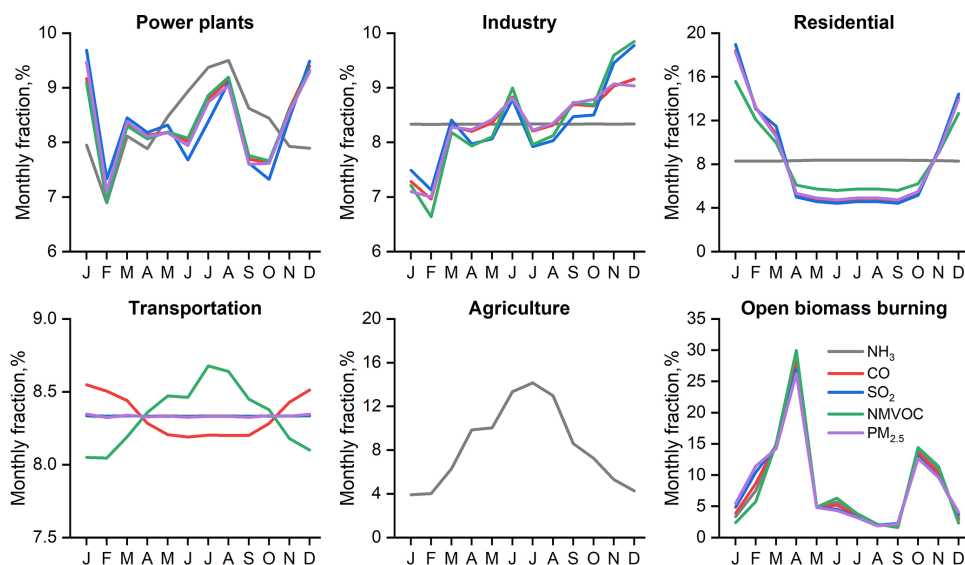 Power plants
Industry
Residential
Monthly fraction,%
10
9
8
7
6
J F M A M J J A S O N D
Monthly fraction,%
10
9
8
7
6
J F M A M J J A S O N D
Monthly fraction,%
20
16
12
8
4
0
J F M A M J J A S O N D
Transportation
Agriculture
Open biomass burning
Monthly fraction,%
9.0
8.5
8.0
7.5
J F M A M J J A S O N D
Monthly fraction,%
20
16
12
8
4
0
J F M A M J J A S O N D
Monthly fraction,%
35
30
25
20
15
10
5
0
NH₃
CO
SO₂
NMVOC
PM₂.₅
J F M A M J J A S O N D